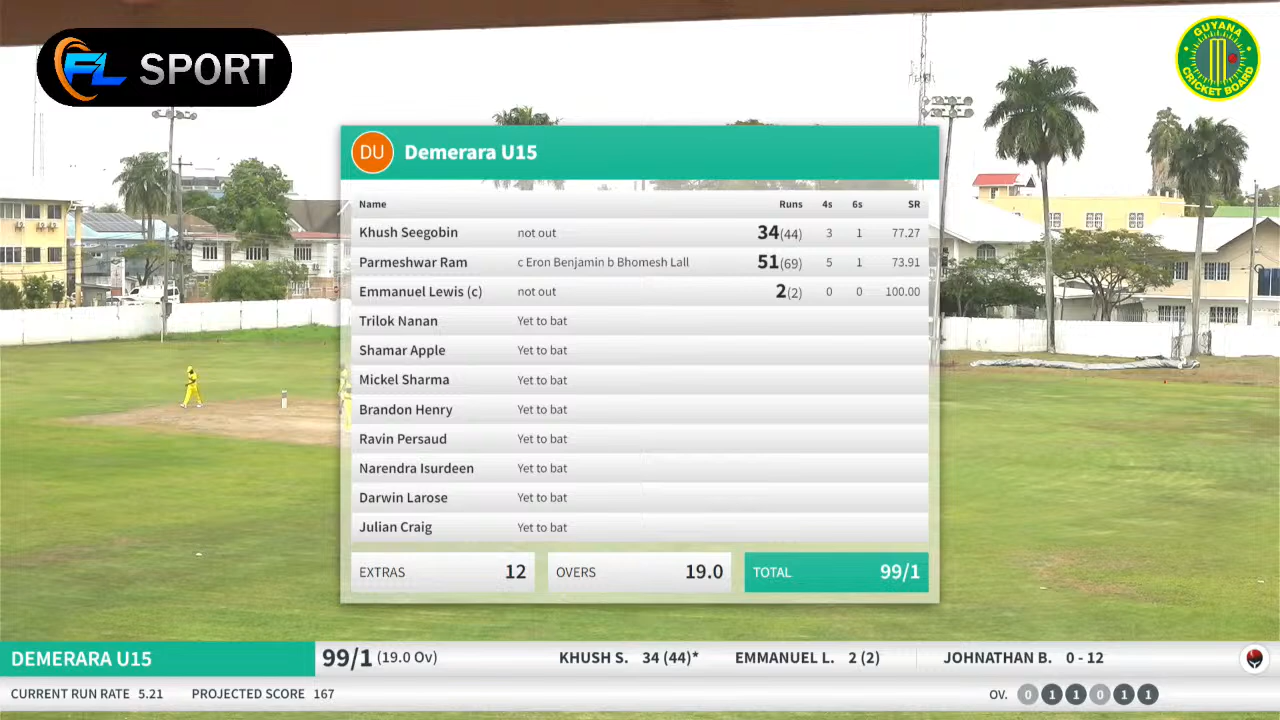 FL SPORT
GUYANA
CRICKET BOARD
DU Demerara U15
Name Runs 4s 6s SR
Khush Seegobin not out 34(44) 3 1 77.27
Parmeshwar Ram c Eron Benjamin b Bhomesh Lall 51(69) 5 1 73.91
Emmanuel Lewis (c) not out 2(2) 0 0 100.00
Trilok Nanan Yet to bat
Shamar Apple Yet to bat
Mickel Sharma Yet to bat
Brandon Henry Yet to bat
Ravin Persaud Yet to bat
Narendra Isurdeen Yet to bat
Darwin Larose Yet to bat
Julian Craig Yet to bat
EXTRAS 12 OVERS 19.0 TOTAL 99/1
DEMERARA U15 99/1 (19.0 Ov) KHUSH S. 34 (44)* EMMANUEL L. 2 (2) JOHNATHAN B. 0 - 12
CURRENT RUN RATE 5.21 PROJECTED SCORE 167 OV. 0 1 1 0 1 1